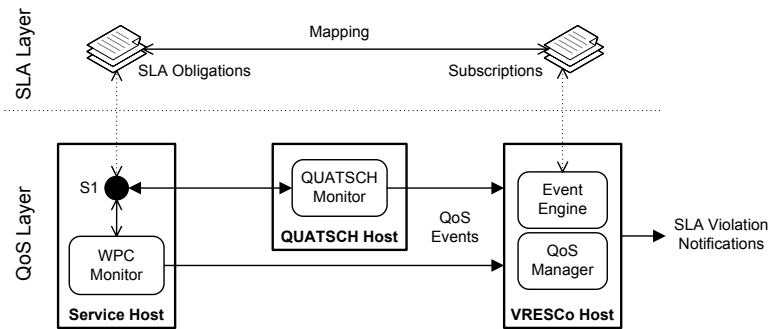 SLA Layer
Mapping
SLA Obligations
Subscriptions
QoS Layer
S1
WPC
Monitor
Service Host
QUATSCH
Monitor
QUATSCH Host
QoS
Events
Event
Engine
QoS
Manager
VRESCo Host
SLA Violation
Notifications